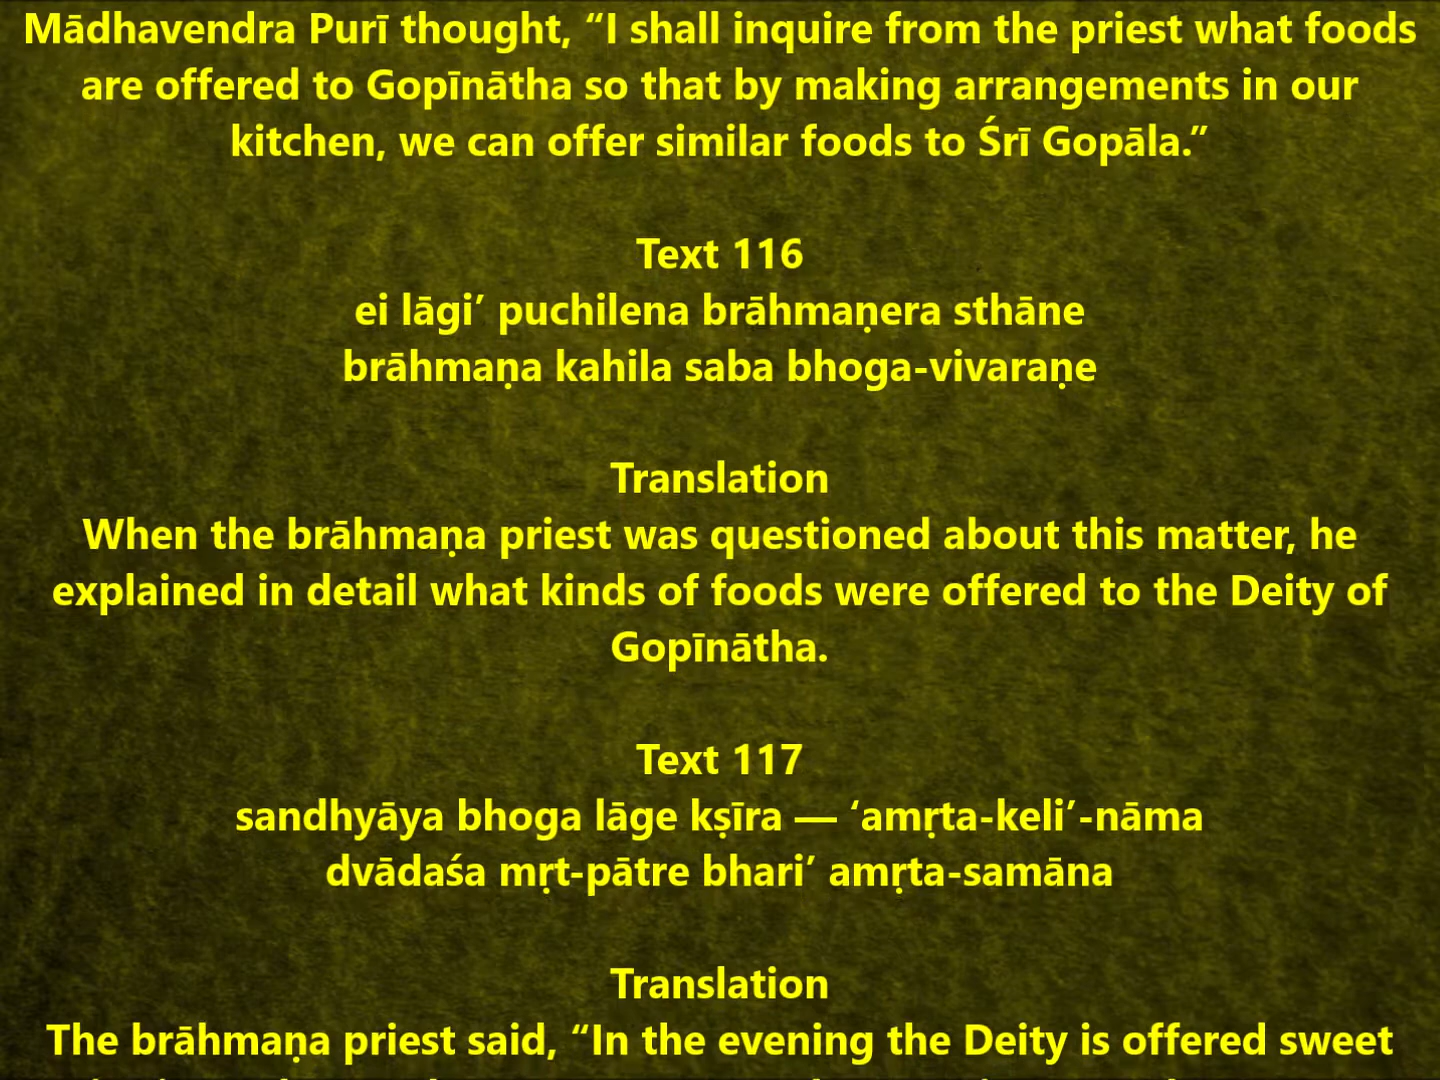 Mādhavendra Purī thought, “I shall inquire from the priest what foods
are offered to Gopīnātha so that by making arrangements in our
kitchen, we can offer similar foods to Śrī Gopāla.”
Text 116
ei lāgi’ puchilena brāhmaṇera sthāne
brāhmaṇa kahila saba bhoga-vivaraṇe
Translation
When the brāhmaṇa priest was questioned about this matter, he
explained in detail what kinds of foods were offered to the Deity of
Gopīnātha.
Text 117
sandhyāya bhoga lāge kṣīra — ‘amṛta-keli’-nāma
dvādaśa mṛt-pātre bhari’ amṛta-samāna
Translation
The brāhmaṇa priest said, “In the evening the Deity is offered sweet